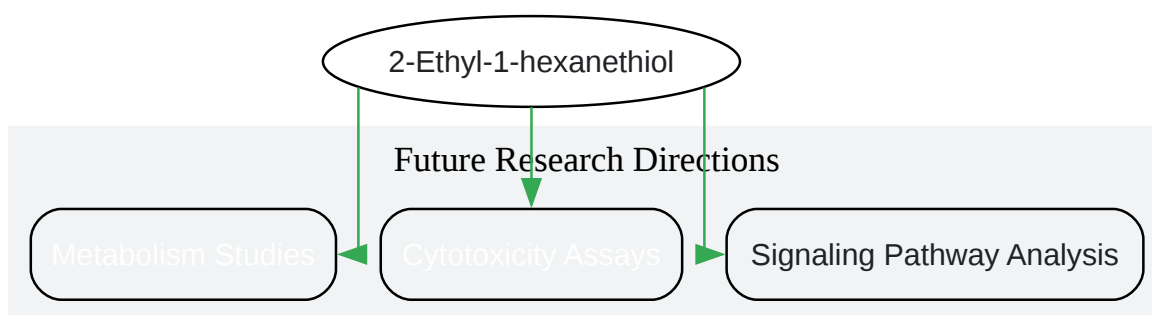 2-Ethyl-1-hexanethiol
Future Research Directions
Metabolism Studies
Cytotoxicity Assays
Signaling Pathway Analysis